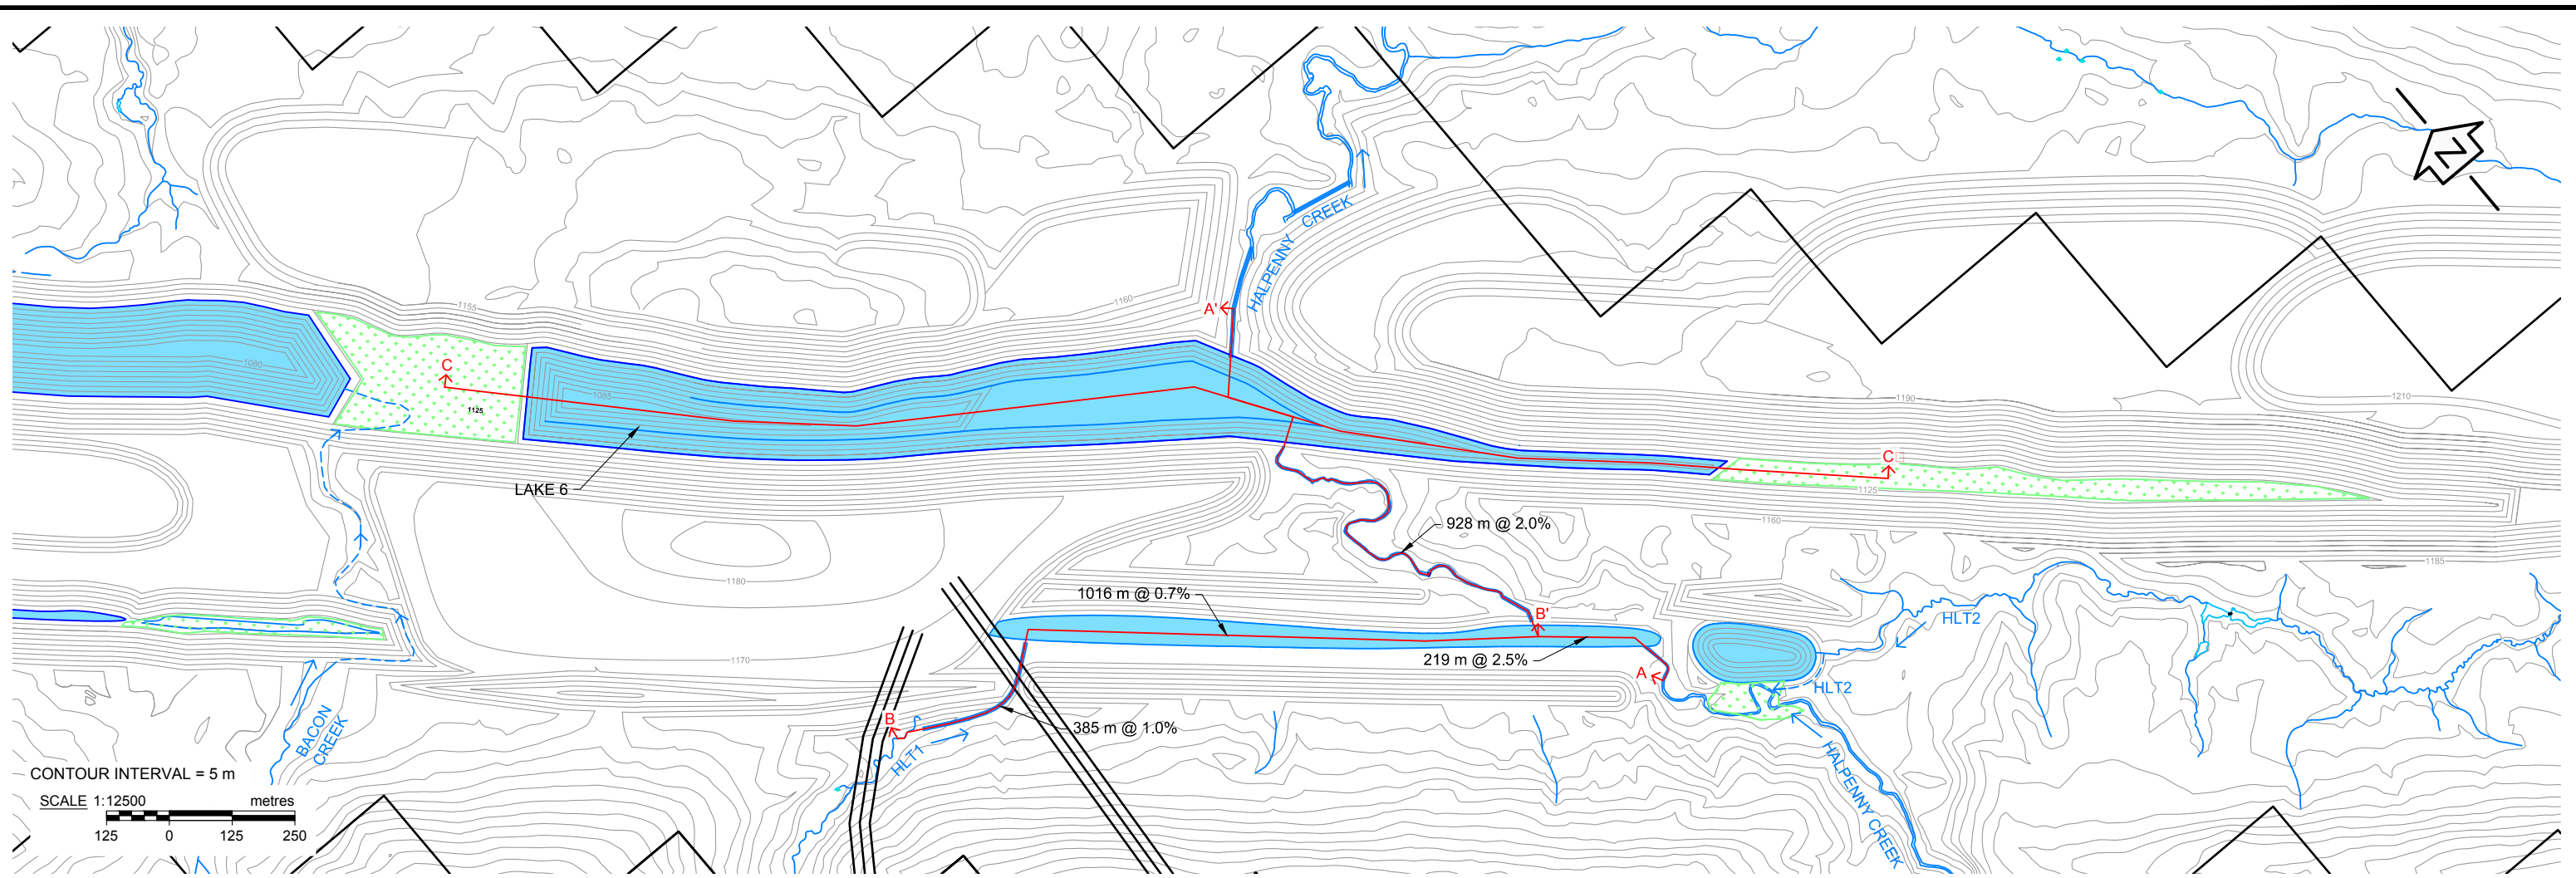 N
1155
1160
A'
HALPENNY CREEK
1080
C
1125
1085
1190
1210
LAKE 6
C
1125
1160
928 m @ 2.0%
1185
1180
1016 m @ 0.7%
B'
HLT2
219 m @ 2.5%
1170
A
HLT2
B
385 m @ 1.0%
HLT1
BACON
CREEK
HALPENNY CREEK
CONTOUR INTERVAL = 5 m
SCALE 1:12500 metres
125 0 125 250